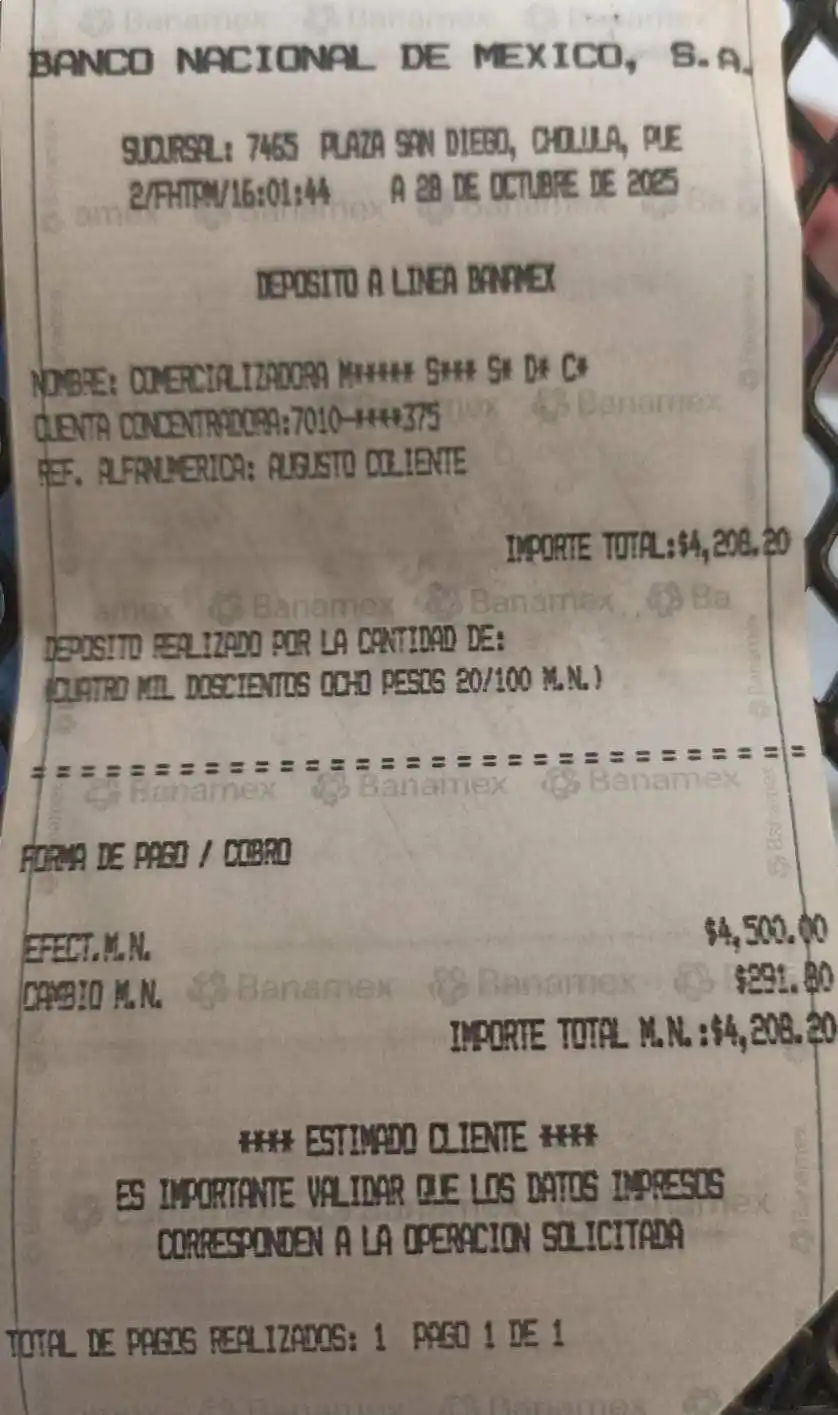 BANCO NACIONAL DE MEXICO, S.A.
SUCURSAL: 7465 PLAZA SAN DIEGO, CHOLULA, PUE
2/FHTPM/16:01:44 A 28 DE OCTUBRE DE 2025
DEPOSITO A LINEA BANAMEX
NOMBRE: COMERCIALIZADORA M***** S*** S* D* C*
CUENTA CONCENTRADORA:7010-****375
REF. ALFANUMERICA: AUGUSTO COLIENTE
IMPORTE TOTAL:$4,208.20
DEPOSITO REALIZADO POR LA CANTIDAD DE:
(CUATRO MIL DOSCIENTOS OCHO PESOS 20/100 M.N.)
===============================
FORMA DE PAGO / COBRO
EFECT.M.N. $4,500.00
CAMBIO M.N. $291.80
IMPORTE TOTAL M.N.:$4,208.20
**** ESTIMADO CLIENTE ****
ES IMPORTANTE VALIDAR QUE LOS DATOS IMPRESOS
CORRESPONDEN A LA OPERACION SOLICITADA
TOTAL DE PAGOS REALIZADOS: 1 PAGO 1 DE 1